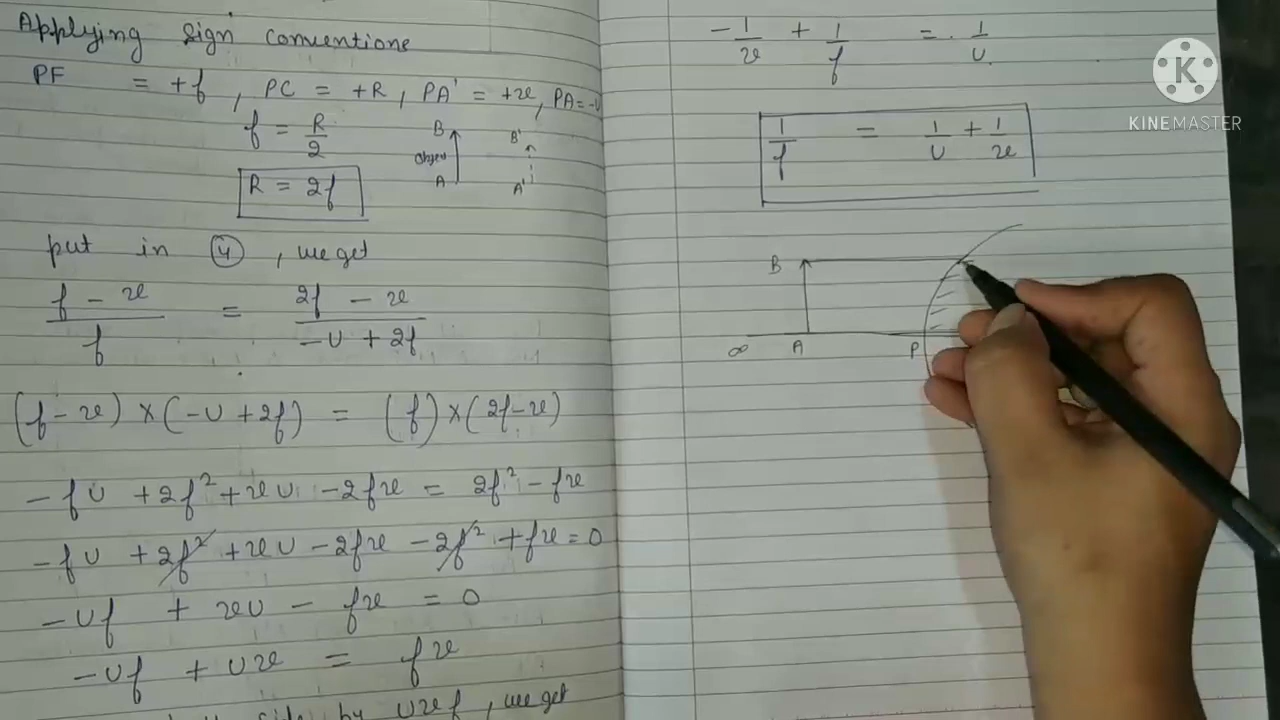 Applying sign conventions
PF = +f , PC = +R , PA' = +v, PA = -u
f = R/2
B B'
Object
A A'
R = 2f
put in (4) , we get
(f - v)/f = (2f - v)/(-u + 2f)
(f - v) × (-u + 2f) = (f) × (2f - v)
-fu + 2f² + vu - 2fv = 2f² - fv
-fu + 2f² + vu - 2fv - 2f² + fv = 0
-uf + vu - fv = 0
-uf + uv = fv
side by uvf, we get
-1/v + 1/f = 1/u
1/f = 1/u + 1/v
B
∞ A P
K
KINEMASTER